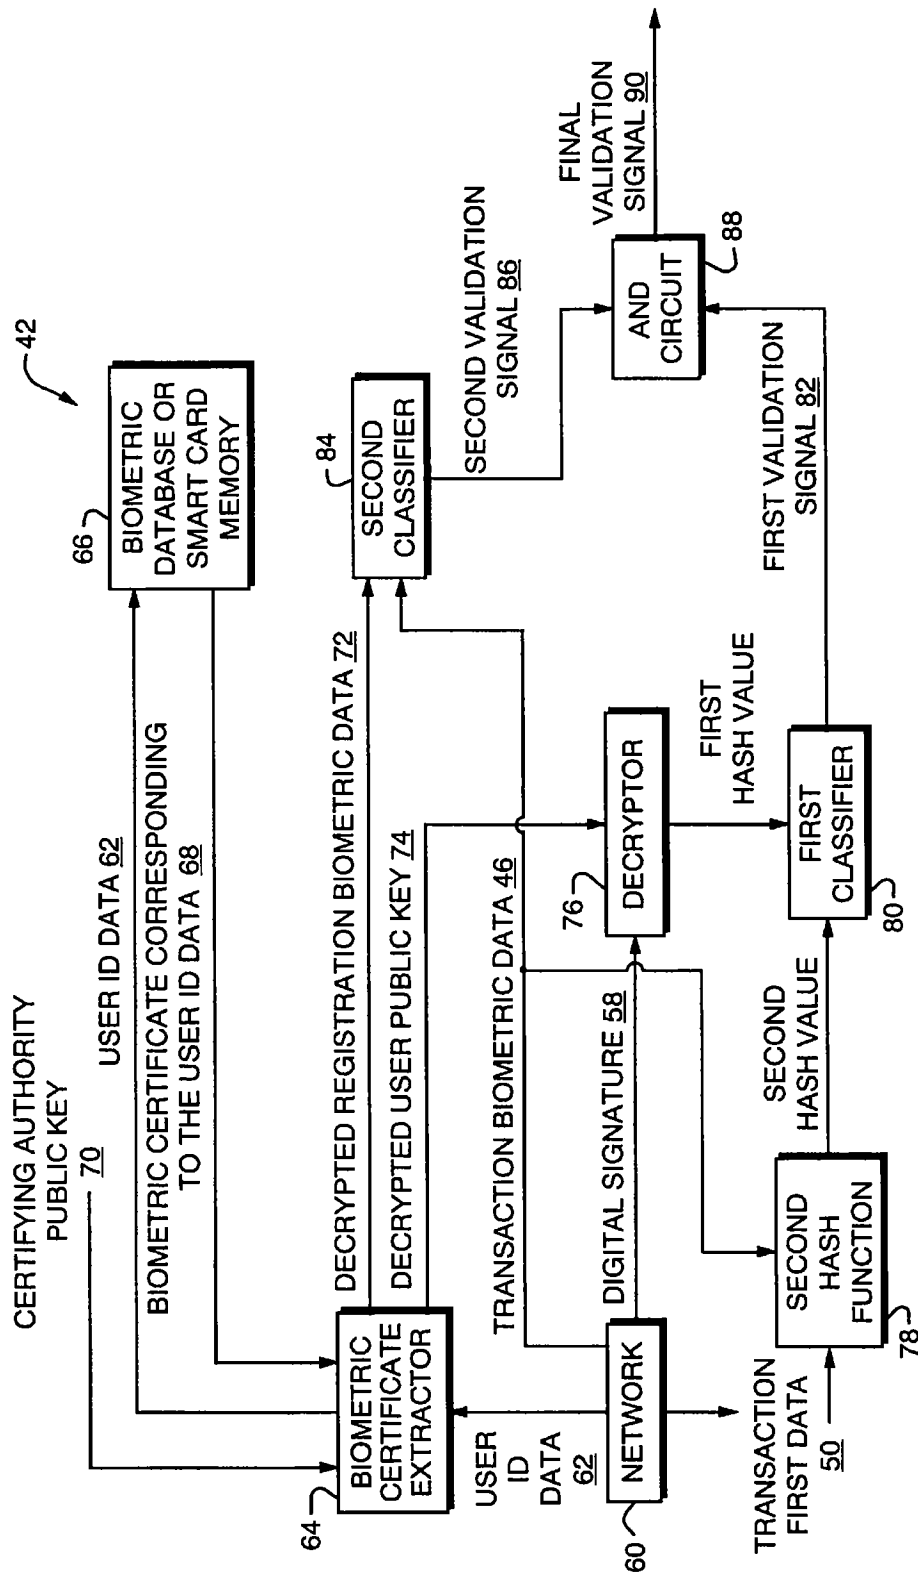 42
CERTIFYING AUTHORITY
PUBLIC KEY
70
USER ID DATA 62
BIOMETRIC CERTIFICATE CORRESPONDING
TO THE USER ID DATA 68
66
BIOMETRIC
DATABASE OR
SMART CARD
MEMORY
64
BIOMETRIC
CERTIFICATE
EXTRACTOR
DECRYPTED REGISTRATION BIOMETRIC DATA 72
DECRYPTED USER PUBLIC KEY 74
84
SECOND
CLASSIFIER
SECOND VALIDATION
SIGNAL 86
USER
ID
DATA
62
TRANSACTION BIOMETRIC DATA 46
60
NETWORK
DIGITAL SIGNATURE 58
76
DECRYPTOR
FIRST
HASH VALUE
AND
CIRCUIT
88
FINAL
VALIDATION
SIGNAL 90
TRANSACTION
FIRST DATA
50
SECOND
HASH
FUNCTION
78
SECOND
HASH VALUE
FIRST
CLASSIFIER
80
FIRST VALIDATION
SIGNAL 82